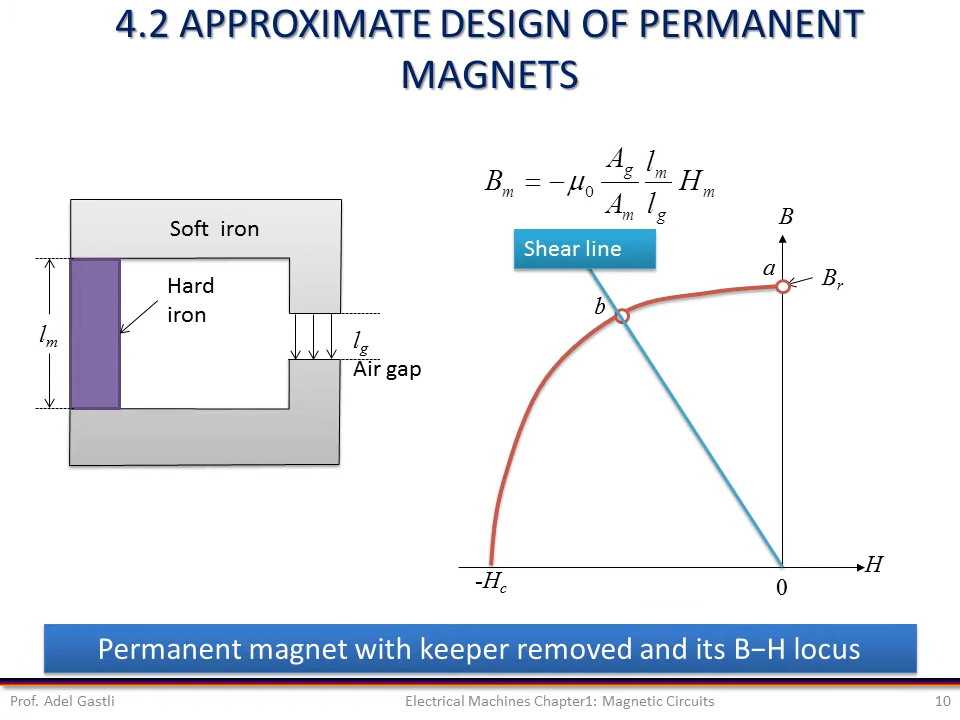 4.2 APPROXIMATE DESIGN OF PERMANENT
MAGNETS
B_m = −μ_0 (A_g / A_m) (l_m / l_g) H_m
Soft iron
Hard
iron
l_m
l_g
Air gap
Shear line
B
a
B_r
b
H
-H_c
0
Permanent magnet with keeper removed and its B−H locus
Prof. Adel Gastli
Electrical Machines Chapter1: Magnetic Circuits
10